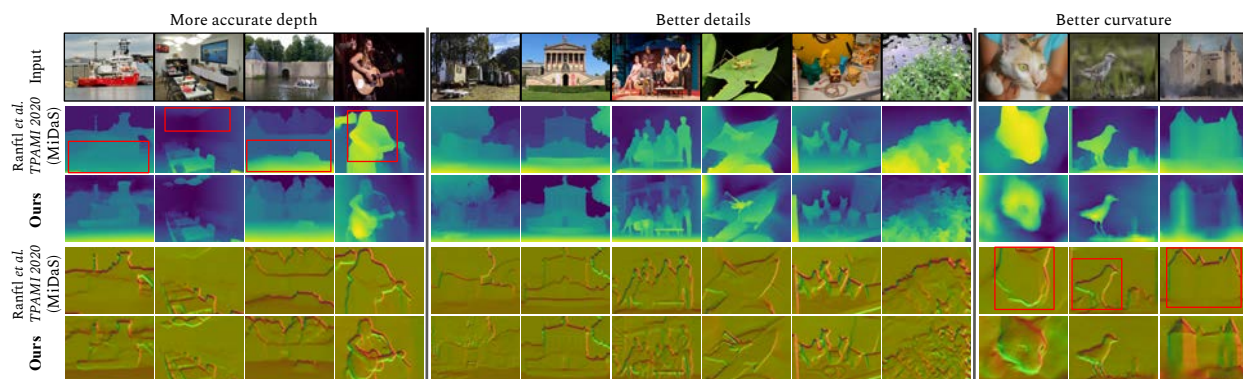 More accurate depth
Better details
Better curvature
Input
Ranftl et al.
TPAMI 2020
(MiDaS)
Ours
Ranftl et al.
TPAMI 2020
(MiDaS)
Ours